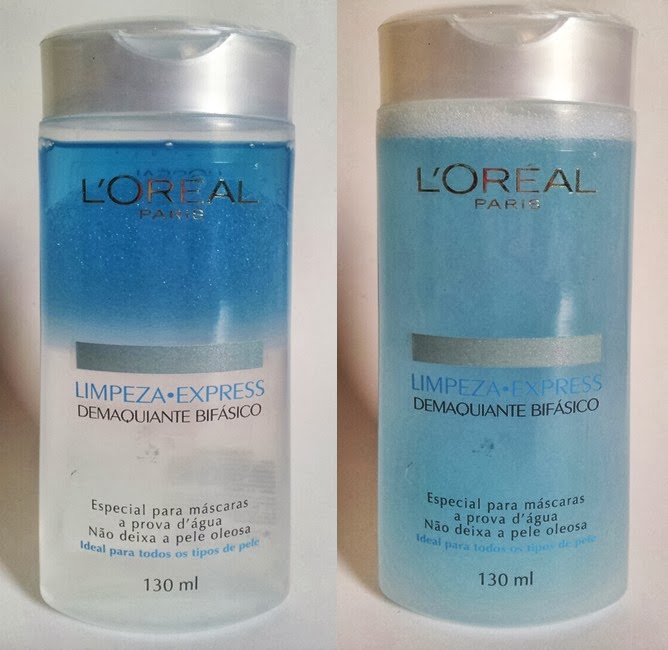 L'ORÉAL
PARIS
LIMPEZA•EXPRESS
DEMAQUIANTE BIFÁSICO
Especial para máscaras
a prova d'água
Não deixa a pele oleosa
Ideal para todos os tipos de pele
130 ml
L'ORÉAL
PARIS
LIMPEZA•EXPRESS
DEMAQUIANTE BIFÁSICO
Especial para máscaras
a prova d'água
Não deixa a pele oleosa
Ideal para todos os tipos de pele
130 ml